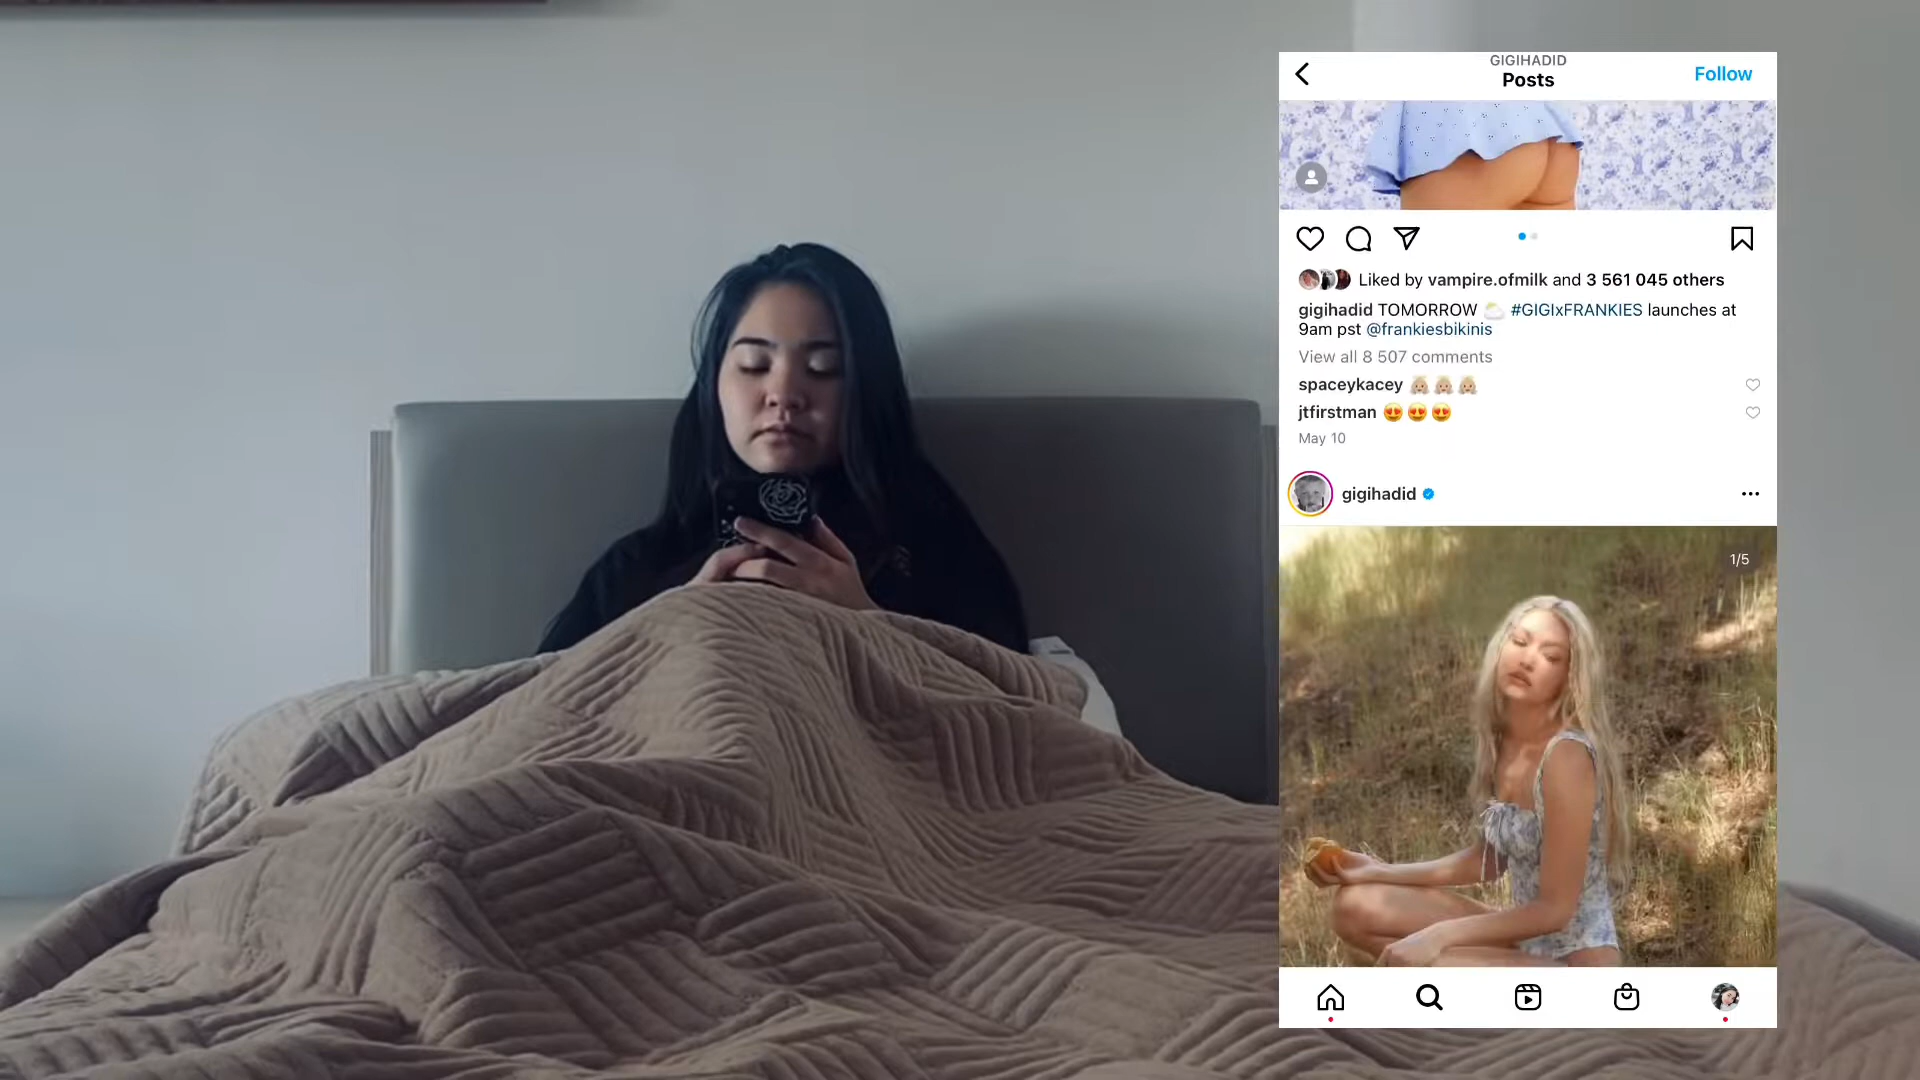 GIGIHADID
Posts
Follow
Liked by vampire.ofmilk and 3 561 045 others
gigihadid TOMORROW 🌥️ #GIGIxFRANKIES launches at
9am pst @frankiesbikinis
View all 8 507 comments
spaceykacey 🙈🙈🙈
jtfirstman 😍😍😍
May 10
gigihadid
1/5